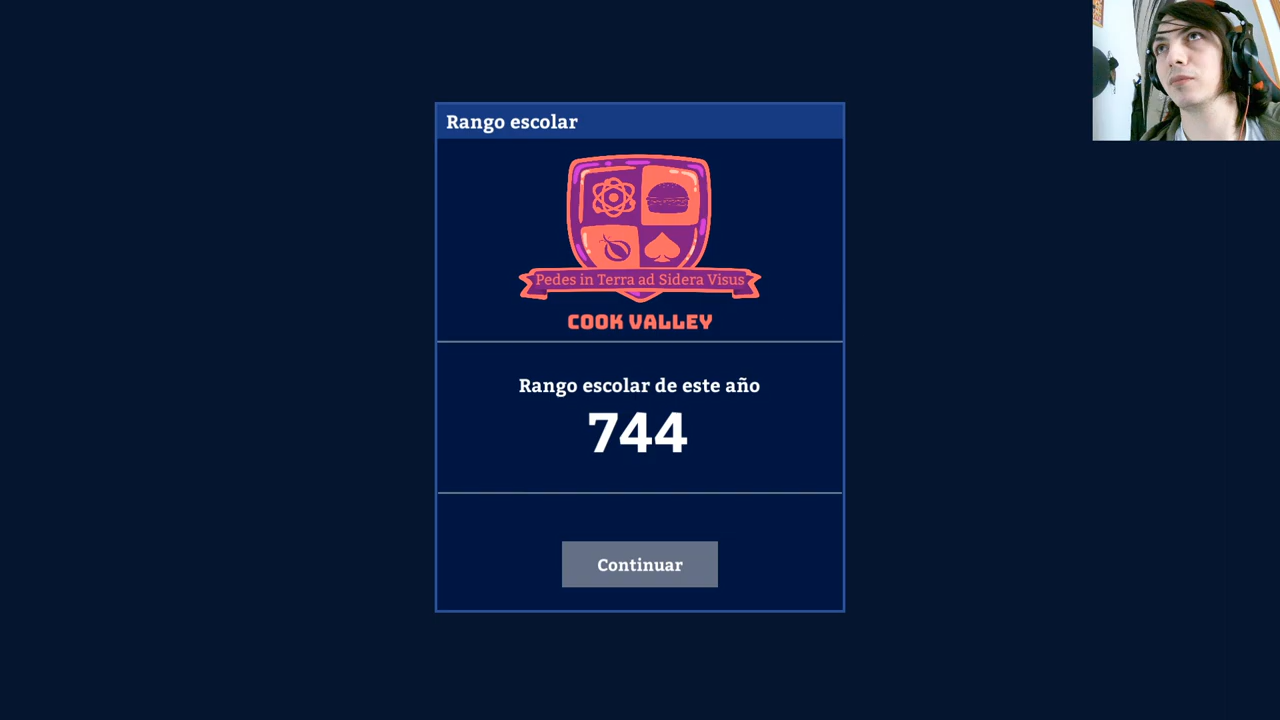 Rango escolar
Pedes in Terra ad Sidera Visus
COOK VALLEY
Rango escolar de este año
744
Continuar